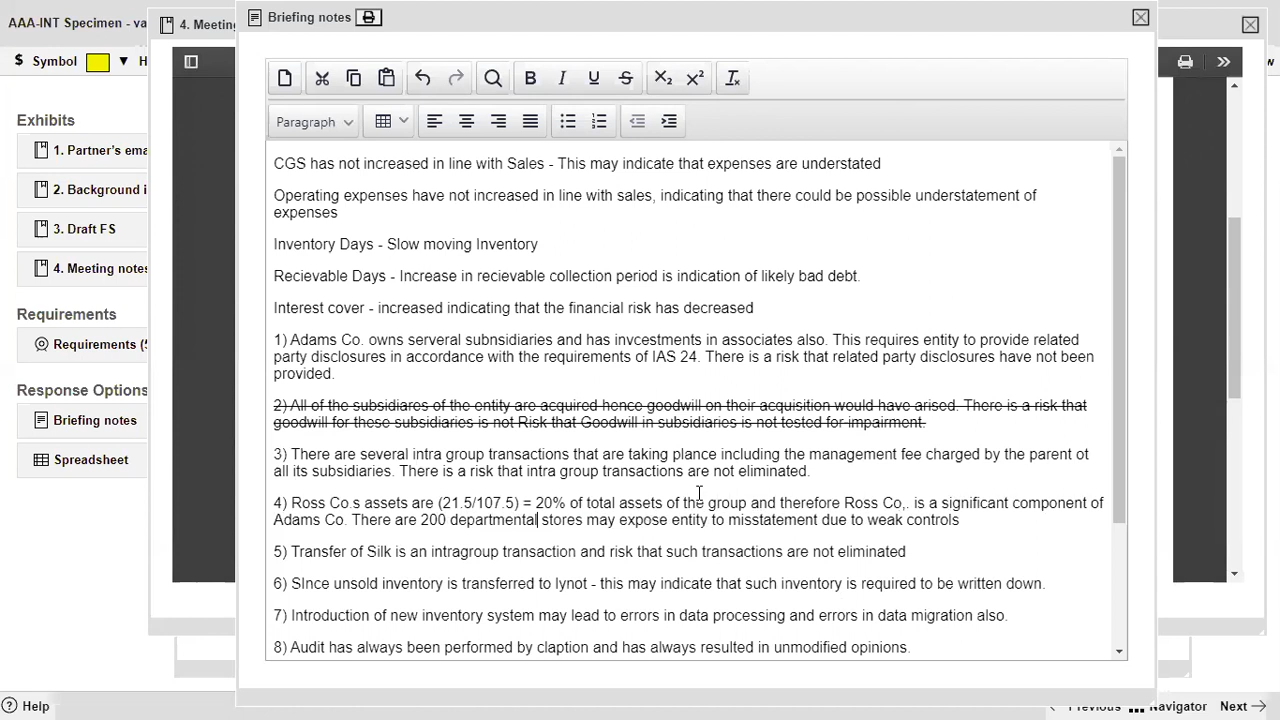 AAA-INT Specimen - va
4. Meeting
Briefing notes
$ Symbol
H
Paragraph
B I U S X₂ X²
Exhibits
1. Partner's ema
2. Background i
3. Draft FS
4. Meeting notes
Requirements
Requirements (5
Response Options
Briefing notes
Spreadsheet
CGS has not increased in line with Sales - This may indicate that expenses are understated
Operating expenses have not increased in line with sales, indicating that there could be possible understatement of
expenses
Inventory Days - Slow moving Inventory
Recievable Days - Increase in recievable collection period is indication of likely bad debt.
Interest cover - increased indicating that the financial risk has decreased
1) Adams Co. owns serveral subnsidiaries and has invcestments in associates also. This requires entity to provide related
party disclosures in accordance with the requirements of IAS 24. There is a risk that related party disclosures have not been
provided.
2) All of the subsidiares of the entity are acquired hence goodwill on their acquisition would have arised. There is a risk that
goodwill for these subsidiaries is not Risk that Goodwill in subsidiaries is not tested for impairment.
3) There are several intra group transactions that are taking plance including the management fee charged by the parent ot
all its subsidiaries. There is a risk that intra group transactions are not eliminated.
4) Ross Co.s assets are (21.5/107.5) = 20% of total assets of the group and therefore Ross Co,. is a significant component of
Adams Co. There are 200 departmental stores may expose entity to misstatement due to weak controls
5) Transfer of Silk is an intragroup transaction and risk that such transactions are not eliminated
6) SInce unsold inventory is transferred to lynot - this may indicate that such inventory is required to be written down.
7) Introduction of new inventory system may lead to errors in data processing and errors in data migration also.
8) Audit has always been performed by claption and has always resulted in unmodified opinions.
Help
Previous
Navigator
Next